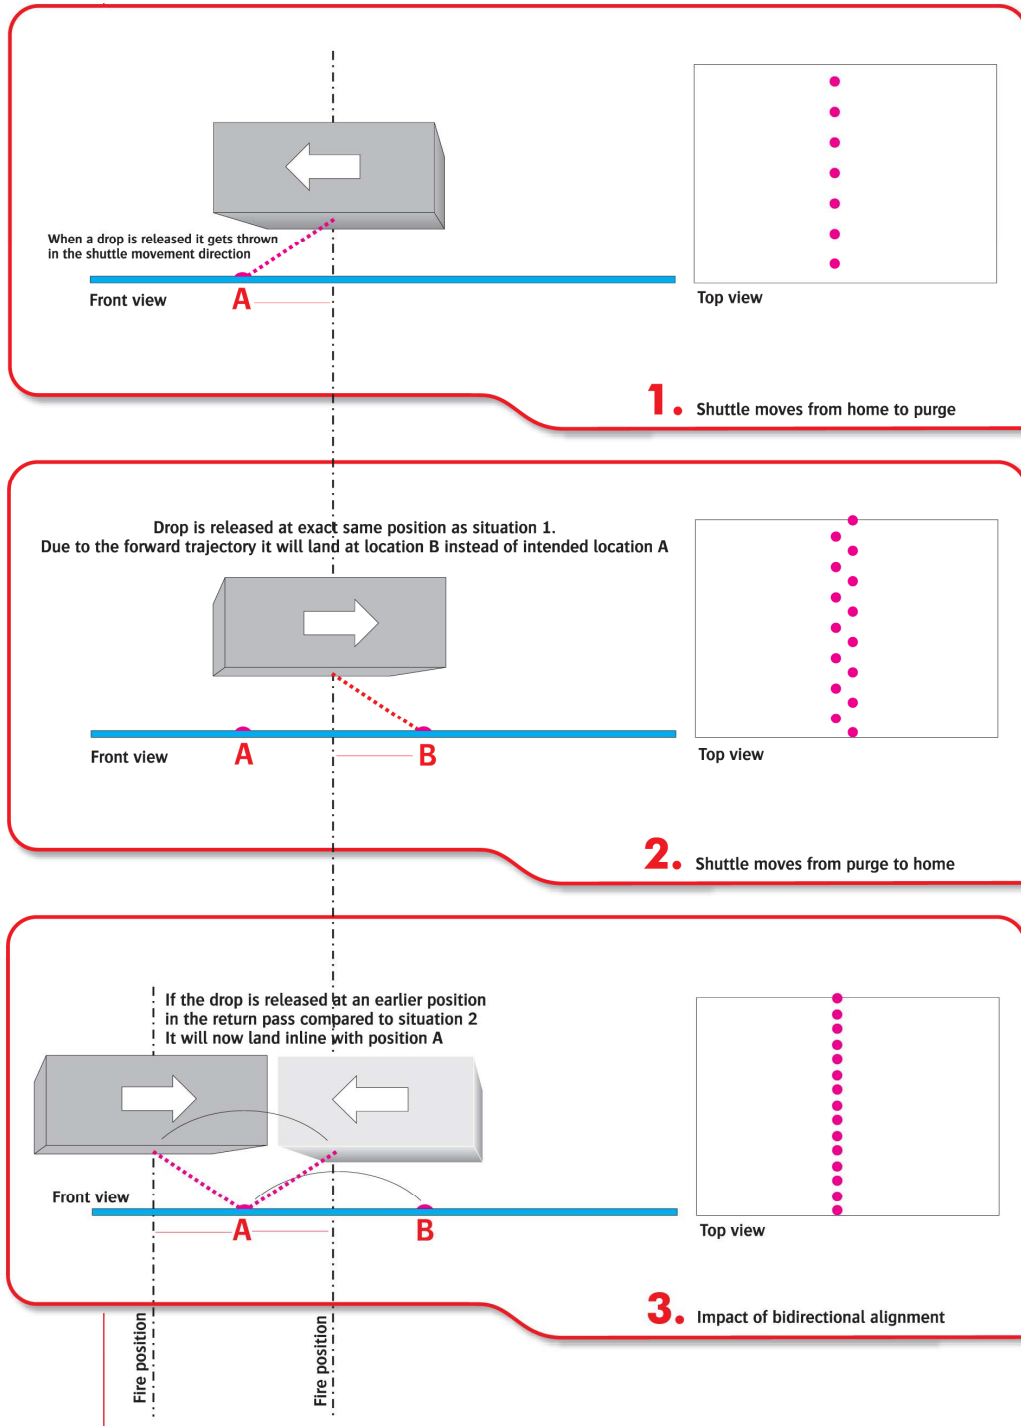 When a drop is released it gets thrown
in the shuttle movement direction
Front view
A
Top view
1. Shuttle moves from home to purge
Drop is released at exact same position as situation 1.
Due to the forward trajectory it will land at location B instead of intended location A
Front view
A
B
Top view
2. Shuttle moves from purge to home
If the drop is released at an earlier position
in the return pass compared to situation 2
It will now land inline with position A
Front view
A
B
Top view
3. Impact of bidirectional alignment
Fire position
Fire position